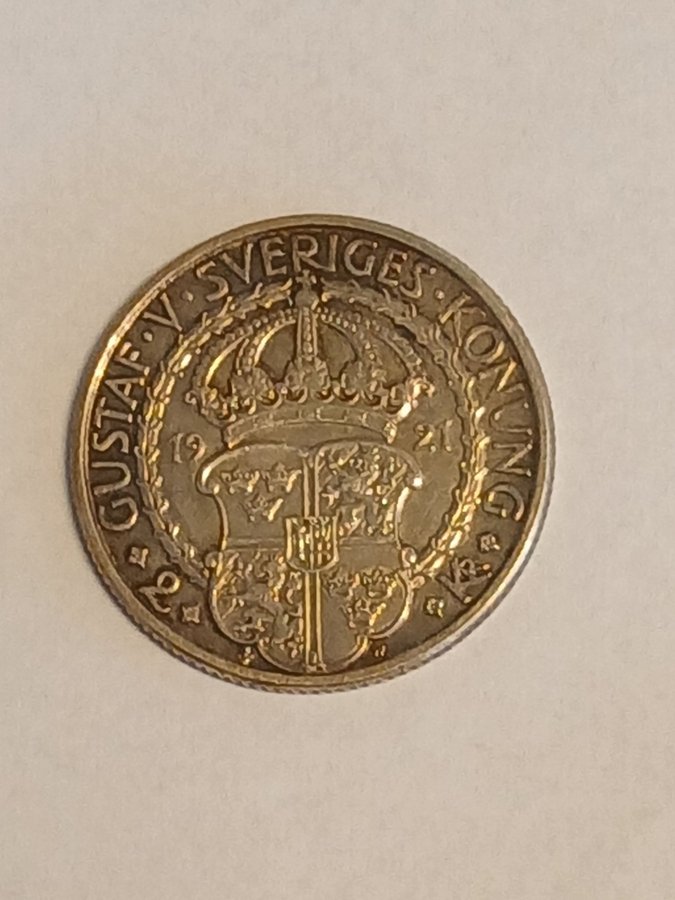 GUSTAF · V · SVERIGES · KONUNG
19 21
2 KR